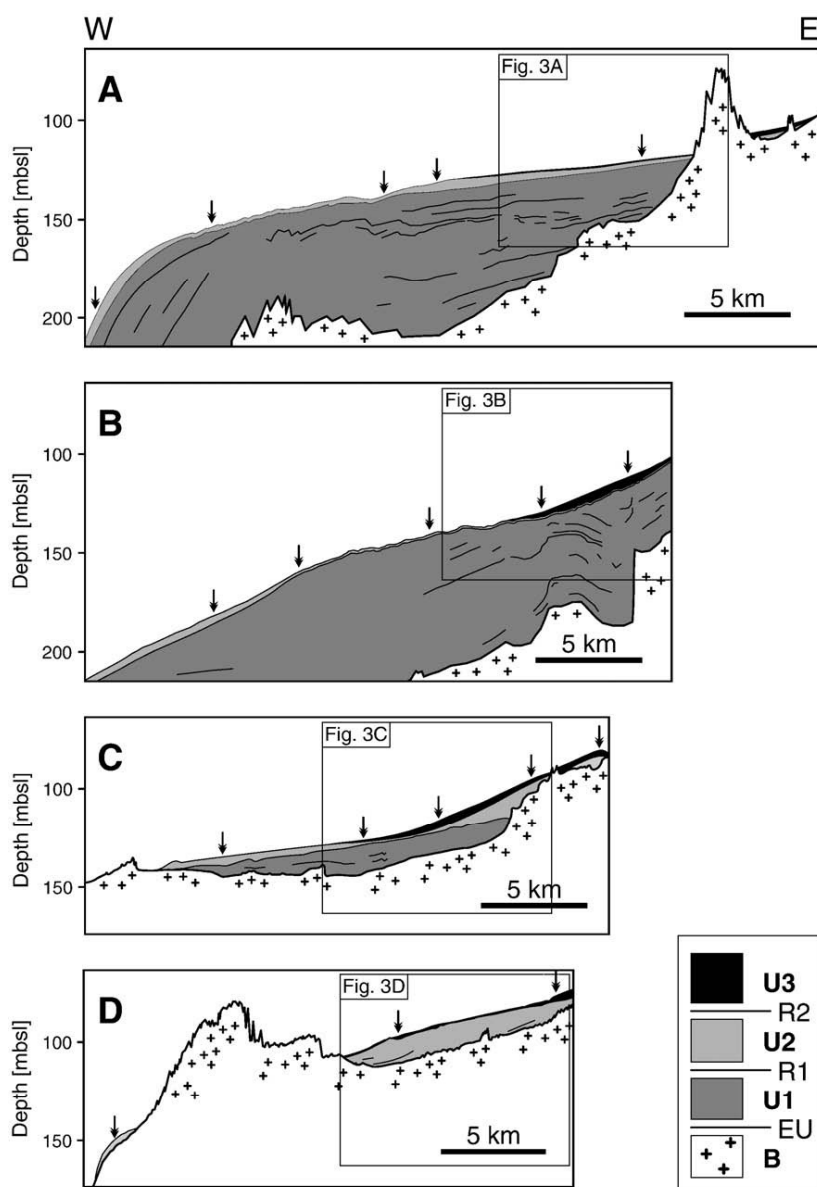 W E
A
Fig. 3A
Depth [mbsl]
100
150
200
5 km
B
Fig. 3B
Depth [mbsl]
100
150
200
5 km
C
Fig. 3C
Depth [mbsl]
100
150
5 km
D
Fig. 3D
Depth [mbsl]
100
150
5 km
U3
R2
U2
R1
U1
EU
B